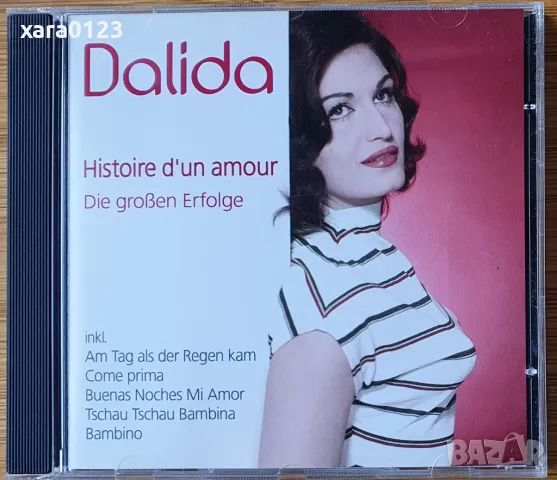 xara0123
Dalida
Histoire d'un amour
Die großen Erfolge
inkl.
Am Tag als der Regen kam
Come prima
Buenas Noches Mi Amor
Tschau Tschau Bambina
Bambino
BAZAR